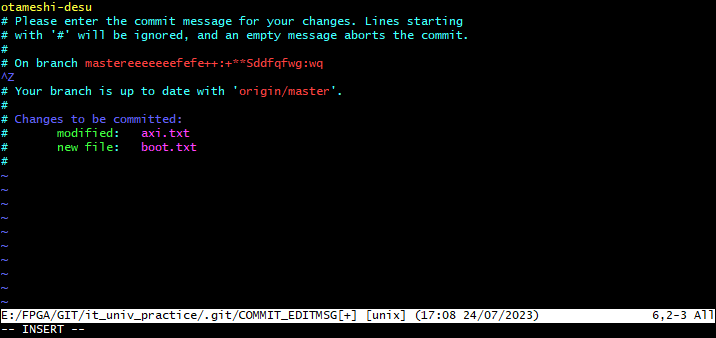 otameshi-desu
# Please enter the commit message for your changes. Lines starting
# with '#' will be ignored, and an empty message aborts the commit.
#
# On branch mastereeeeeeefefe++:+**Sddfqfwg:wq
^Z
# Your branch is up to date with 'origin/master'.
#
# Changes to be committed:
#       modified:   axi.txt
#       new file:   boot.txt
#
~
~
~
~
~
~
~
~
~
~
E:/FPGA/GIT/it_univ_practice/.git/COMMIT_EDITMSG[+] [unix] (17:08 24/07/2023) 6,2-3 All
-- INSERT --